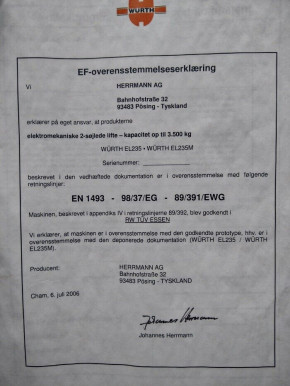 WÜRTH
EF-overensstemmelseserklæring
Vi HERRMANN AG
Bahnhofstraße 32
93483 Pösing - Tyskland
erklærer på eget ansvar, at produkterne
elektromekaniske 2-søjlede lifte – kapacitet op til 3.500 kg
WÜRTH EL235 - WÜRTH EL235M
Serienummer:
beskrevet i den vedhæftede dokumentation er i overensstemmelse med følgende
retningslinjer:
EN 1493 - 98/37/EG - 89/391/EWG
Maskinen, beskrevet i appendiks IV i retningslinjerne 89/392, blev godkendt i
RW TÜV ESSEN
Vi erklærer, at maskinen er i overensstemmelse med den godkendte prototype, hhv. er i
overensstemmelse med den deponerede dokumentation (WÜRTH EL235 / WÜRTH
EL235M).
Producent: HERRMANN AG
Bahnhofstraße 32
93483 Pösing - TYSKLAND
Cham, 6. juli 2006
Johannes Herrmann
Johannes Herrmann